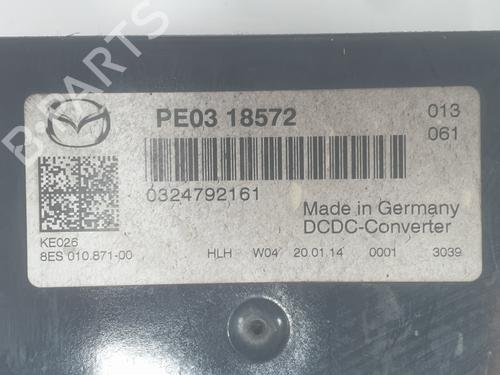 PE03 18572
013
061
0324792161
Made in Germany
DCDC-Converter
KE026
8ES 010.871-00 HLH W04 20.01.14 0001 3039
B-PARTS